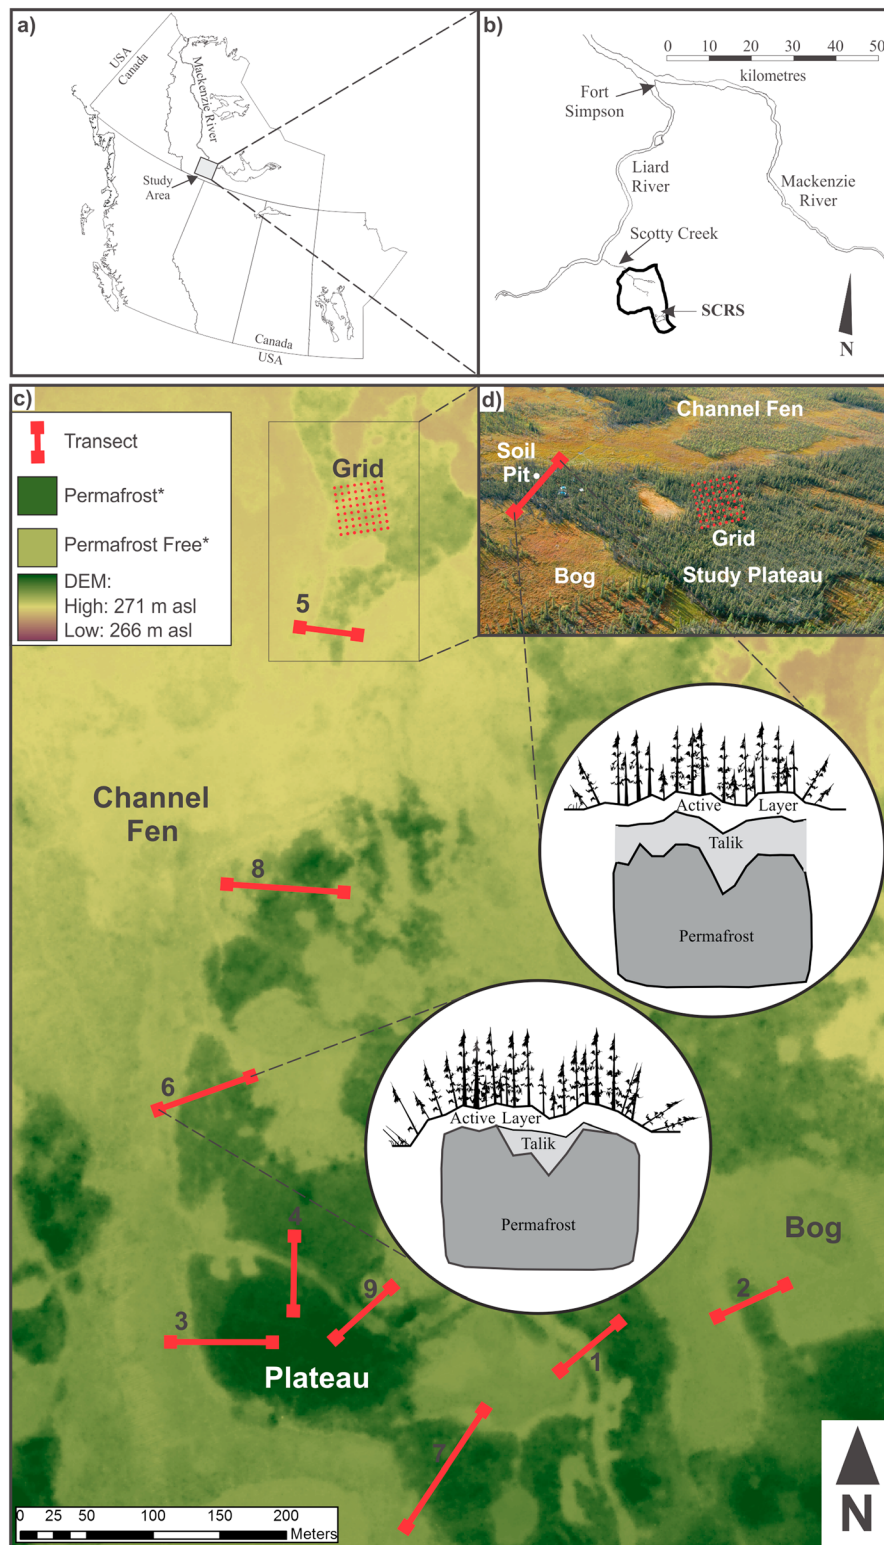 a)
USA
Canada
Mackenzie River
Study
Area
Canada
USA
b)
0 10 20 30 40 50
kilometres
Fort
Simpson
Liard
River
Mackenzie
River
Scotty Creek
SCRS
N
c)
Transect
Permafrost*
Permafrost Free*
DEM:
High: 271 m asl
Low: 266 m asl
Grid
5
d)
Channel Fen
Soil
Pit
Grid
Bog
Study Plateau
Active Layer
Talik
Permafrost
Channel
Fen
8
6
Active Layer
Talik
Permafrost
4
Bog
9
2
3
1
Plateau
7
N
0 25 50 100 150 200
Meters